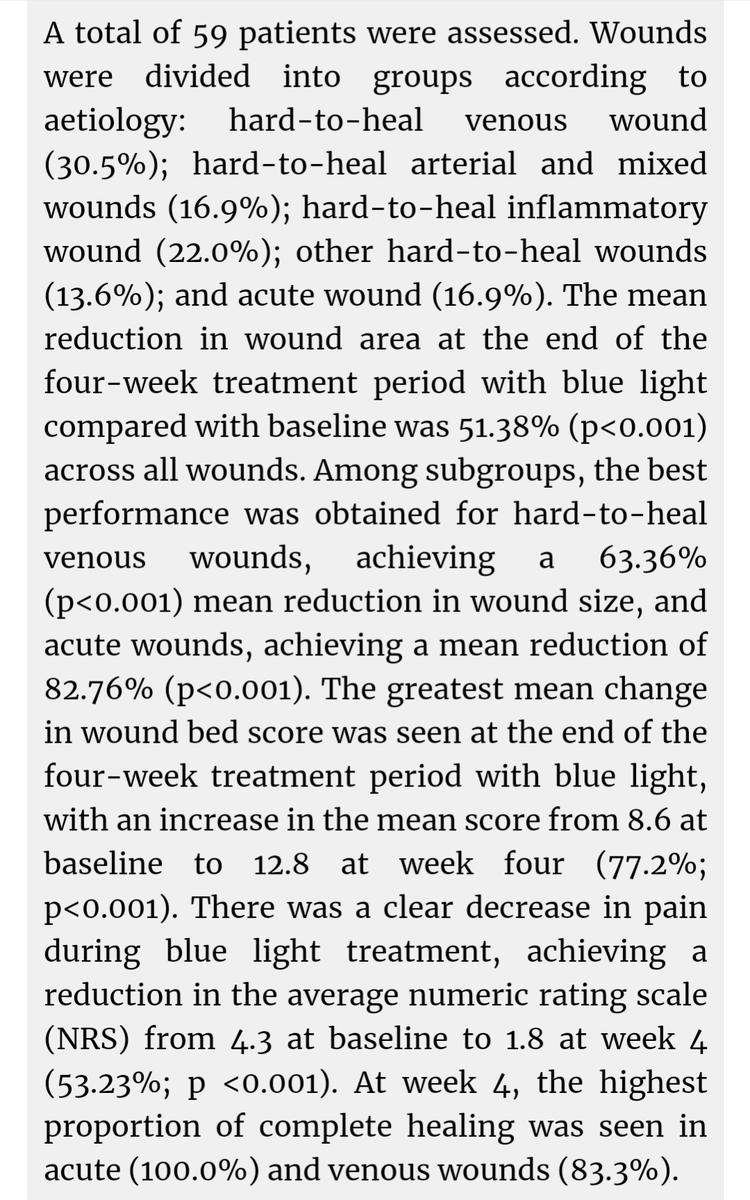 A total of 59 patients were assessed. Wounds
were divided into groups according to
aetiology: hard-to-heal venous wound
(30.5%); hard-to-heal arterial and mixed
wounds (16.9%); hard-to-heal inflammatory
wound (22.0%); other hard-to-heal wounds
(13.6%); and acute wound (16.9%). The mean
reduction in wound area at the end of the
four-week treatment period with blue light
compared with baseline was 51.38% (p<0.001)
across all wounds. Among subgroups, the best
performance was obtained for hard-to-heal
venous wounds, achieving a 63.36%
(p<0.001) mean reduction in wound size, and
acute wounds, achieving a mean reduction of
82.76% (p<0.001). The greatest mean change
in wound bed score was seen at the end of the
four-week treatment period with blue light,
with an increase in the mean score from 8.6 at
baseline to 12.8 at week four (77.2%;
p<0.001). There was a clear decrease in pain
during blue light treatment, achieving a
reduction in the average numeric rating scale
(NRS) from 4.3 at baseline to 1.8 at week 4
(53.23%; p <0.001). At week 4, the highest
proportion of complete healing was seen in
acute (100.0%) and venous wounds (83.3%).